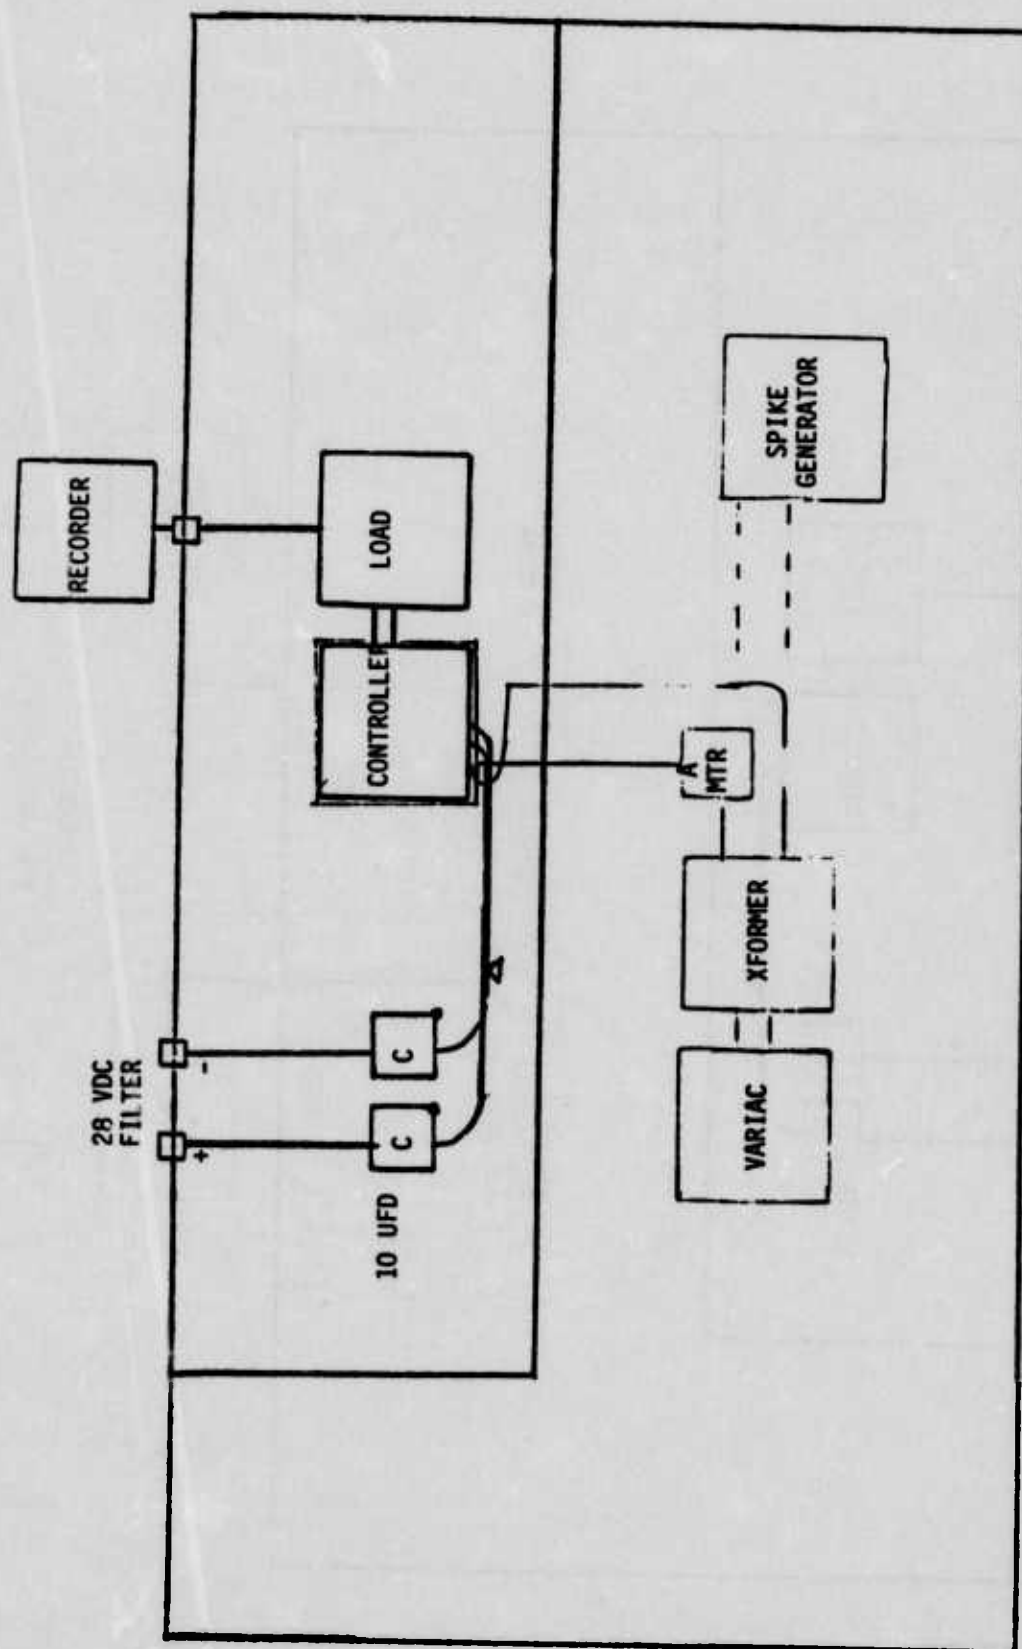 28 VDC
FILTER
RECORDER
+
-
10 UFD
C
C
CONTROLLER
LOAD
A
MTR
VARIAC
XFORMER
SPIKE
GENERATOR